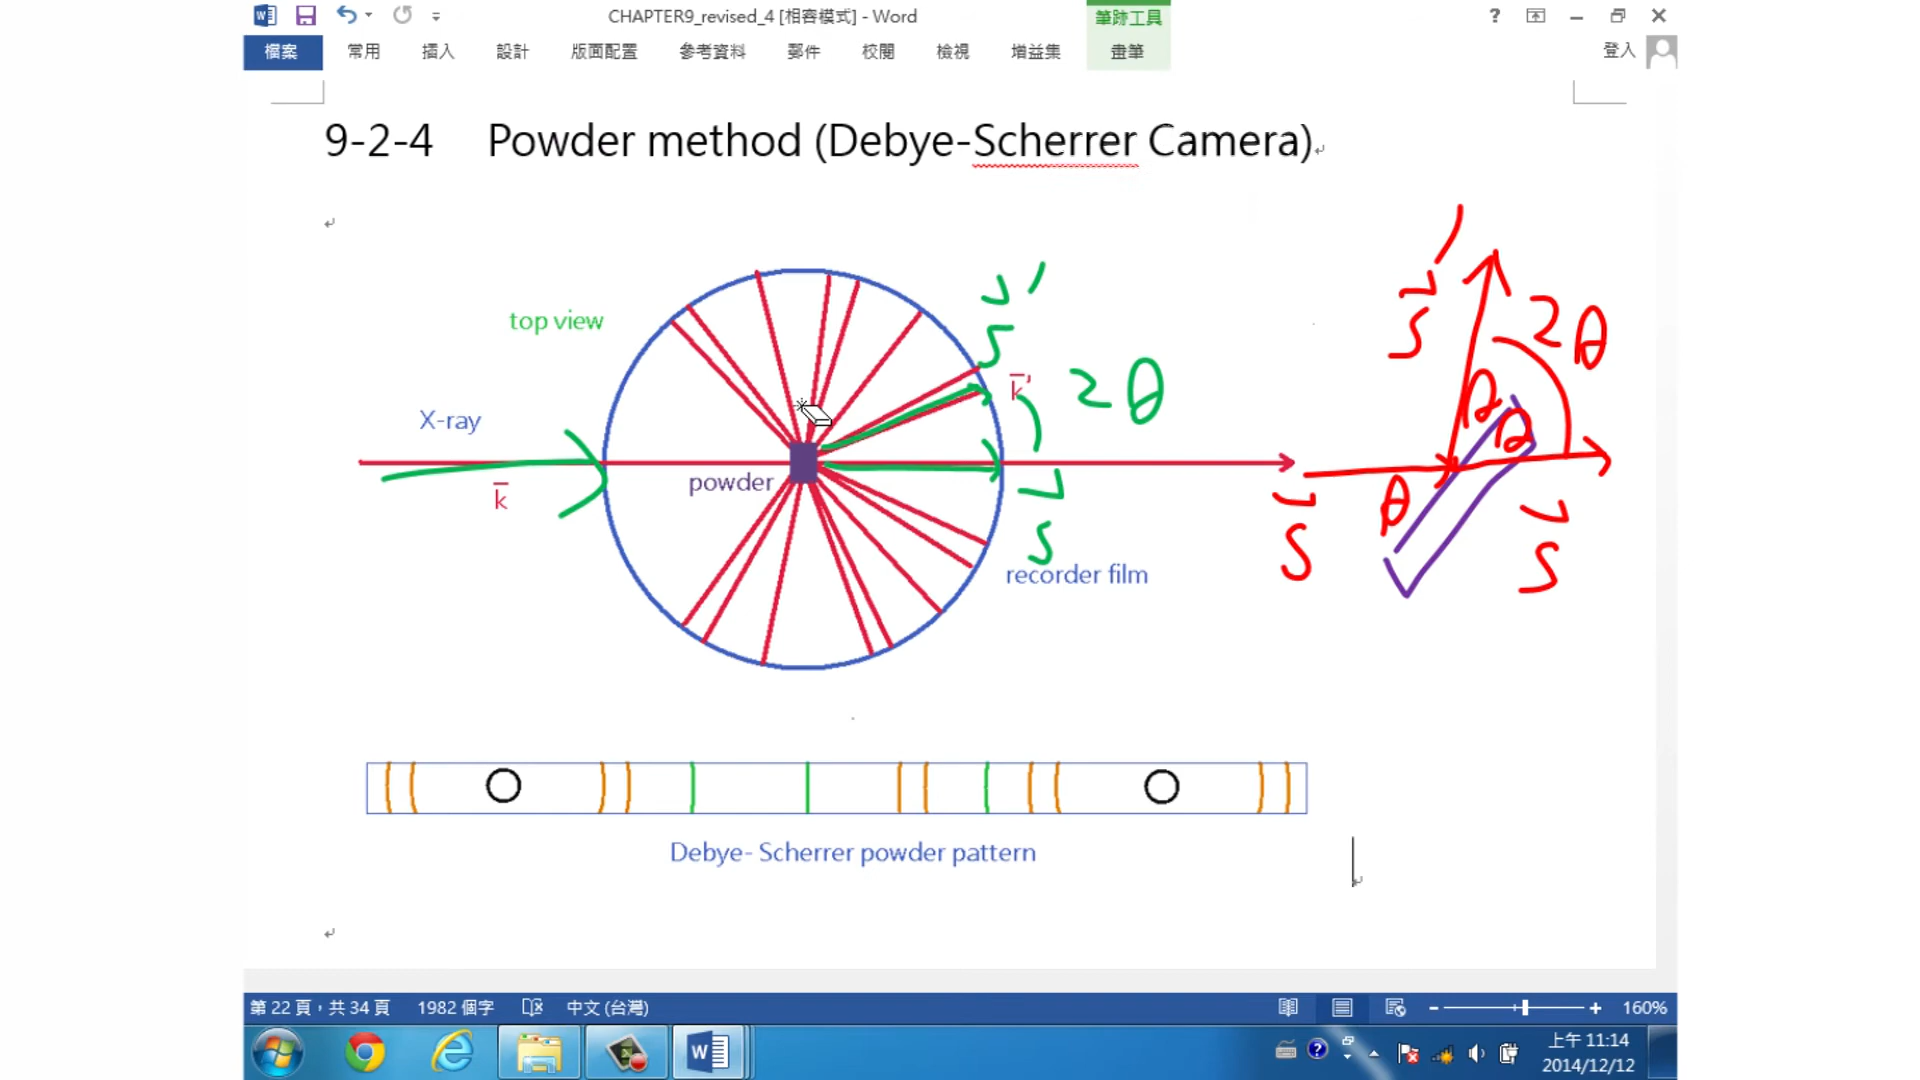 CHAPTER9_revised_4 [相容模式] - Word
筆跡工具
?
檔案 常用 插入 設計 版面配置 參考資料 郵件 校閱 檢視 增益集 畫筆 登入
9-2-4 Powder method (Debye-Scherrer Camera)
top view
X-ray
k̅
powder
k̅'
recorder film
S'
2θ
S
S'
2θ
θ
S
S
Debye- Scherrer powder pattern
第 22 頁，共 34 頁 1982 個字 中文 (台灣) 160%
上午 11:14
2014/12/12